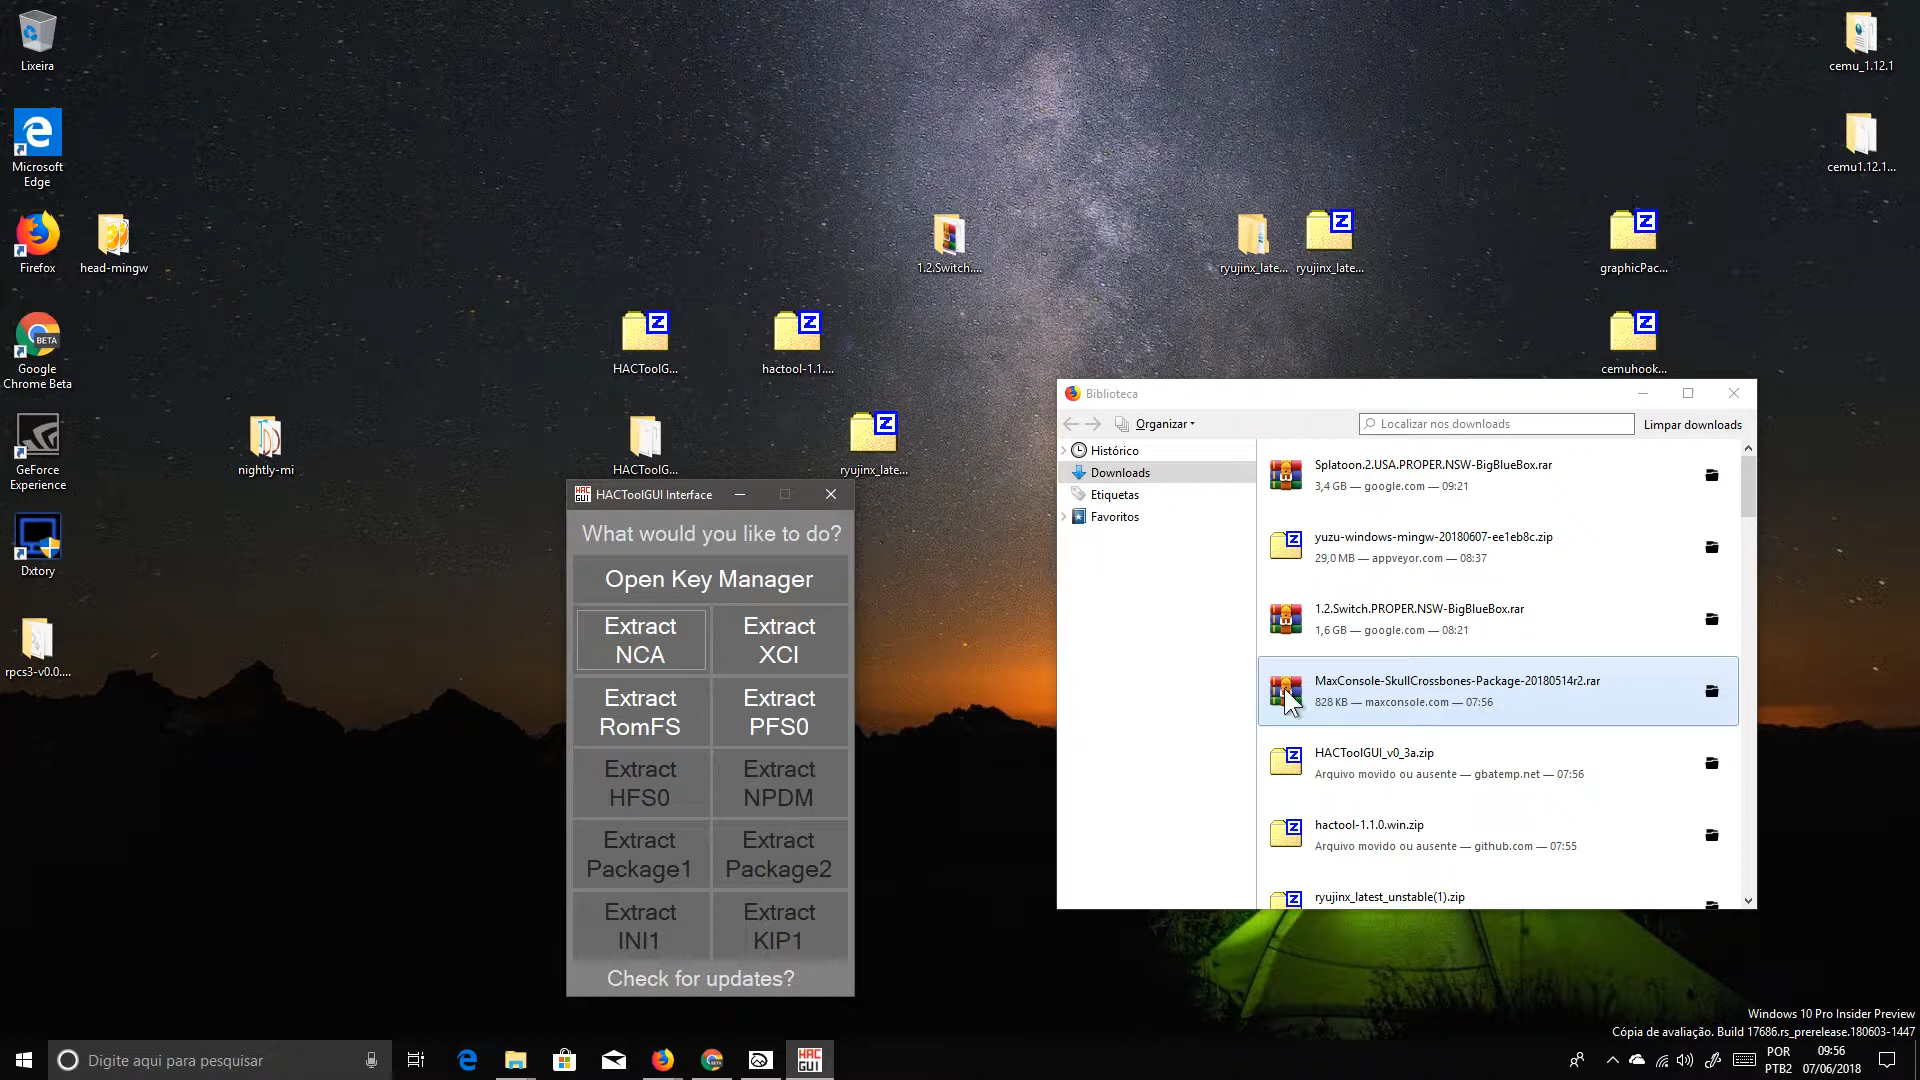 Lixeira
cemu_1.12.1
Microsoft
Edge
cemu1.12.1...
Firefox
head-mingw
1.2.Switch....
ryujinx_late...
ryujinx_late...
graphicPac...
Google
Chrome Beta
BETA
HACToolG...
hactool-1.1....
cemuhook...
GeForce
Experience
nightly-mi
HACToolG...
ryujinx_late...
Dxtory
rpcs3-v0.0....
HAC
GUI
HACToolGUI Interface
What would you like to do?
Open Key Manager
Extract
NCA
Extract
XCI
Extract
RomFS
Extract
PFS0
Extract
HFS0
Extract
NPDM
Extract
Package1
Extract
Package2
Extract
INI1
Extract
KIP1
Check for updates?
Biblioteca
Organizar
Localizar nos downloads
Limpar downloads
Histórico
Downloads
Etiquetas
Favoritos
Splatoon.2.USA.PROPER.NSW-BigBlueBox.rar
3,4 GB — google.com — 09:21
yuzu-windows-mingw-20180607-ee1eb8c.zip
29,0 MB — appveyor.com — 08:37
1.2.Switch.PROPER.NSW-BigBlueBox.rar
1,6 GB — google.com — 08:21
MaxConsole-SkullCrossbones-Package-20180514r2.rar
828 KB — maxconsole.com — 07:56
HACToolGUI_v0_3a.zip
Arquivo movido ou ausente — gbatemp.net — 07:56
hactool-1.1.0.win.zip
Arquivo movido ou ausente — github.com — 07:55
ryujinx_latest_unstable(1).zip
Windows 10 Pro Insider Preview
Cópia de avaliação. Build 17686.rs_prerelease.180603-1447
Digite aqui para pesquisar
HAC
GUI
POR
PTB2
09:56
07/06/2018